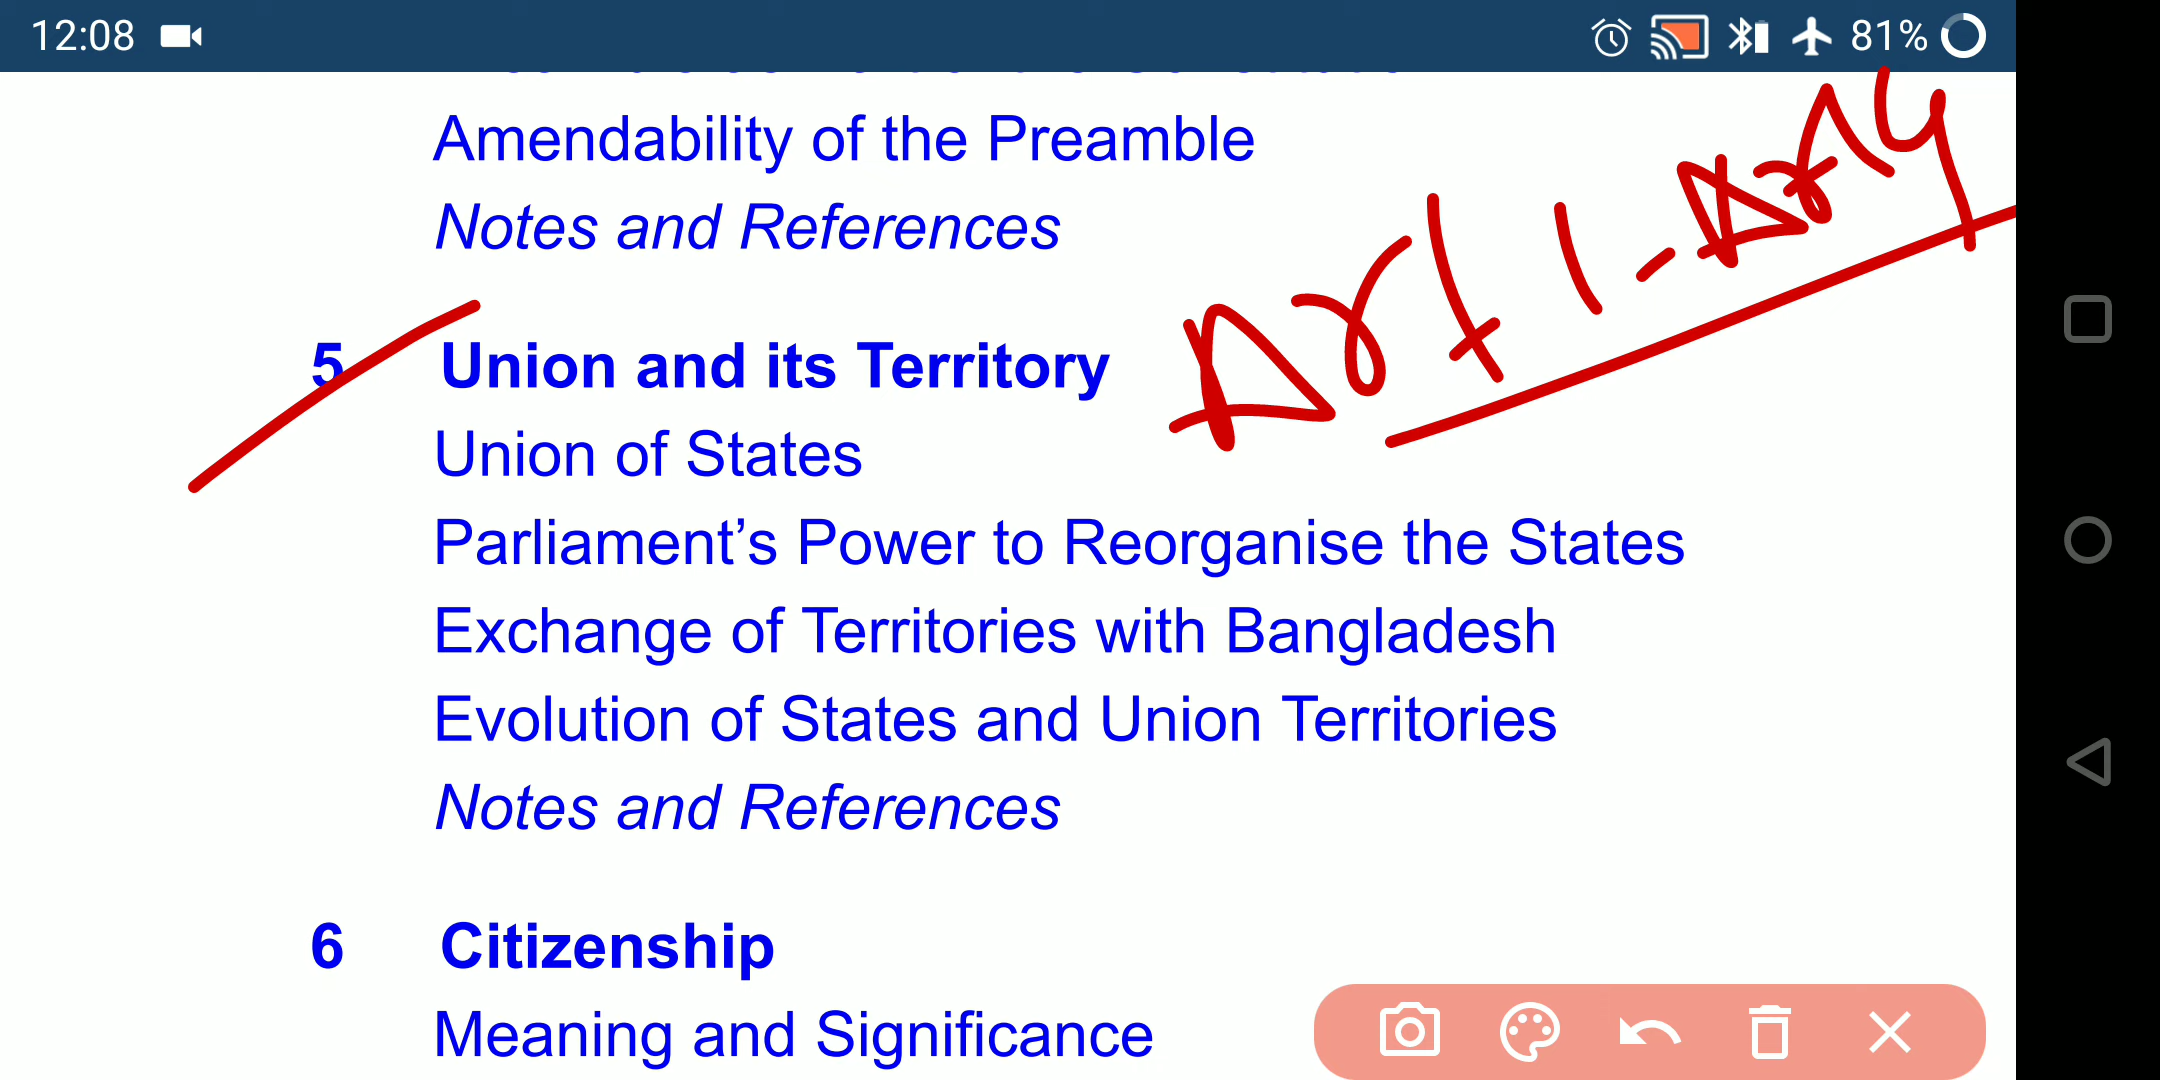 12:08 81%
Amendability of the Preamble
Notes and References
Art 1 - Art 4
5 Union and its Territory
Union of States
Parliament’s Power to Reorganise the States
Exchange of Territories with Bangladesh
Evolution of States and Union Territories
Notes and References
6 Citizenship
Meaning and Significance